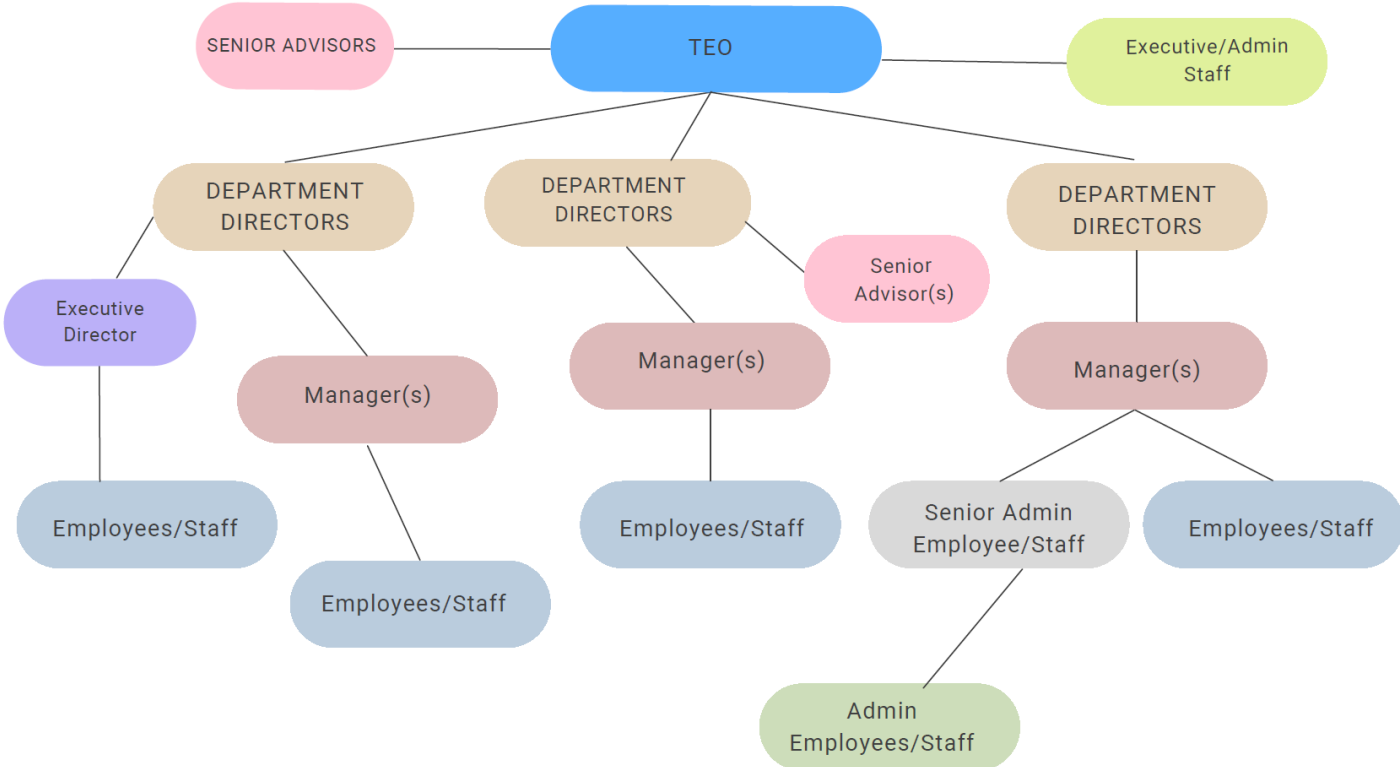 SENIOR ADVISORS
TEO
Executive/Admin
Staff
DEPARTMENT
DIRECTORS
DEPARTMENT
DIRECTORS
DEPARTMENT
DIRECTORS
Executive
Director
Senior
Advisor(s)
Manager(s)
Manager(s)
Manager(s)
Employees/Staff
Employees/Staff
Employees/Staff
Senior Admin
Employee/Staff
Employees/Staff
Admin
Employees/Staff